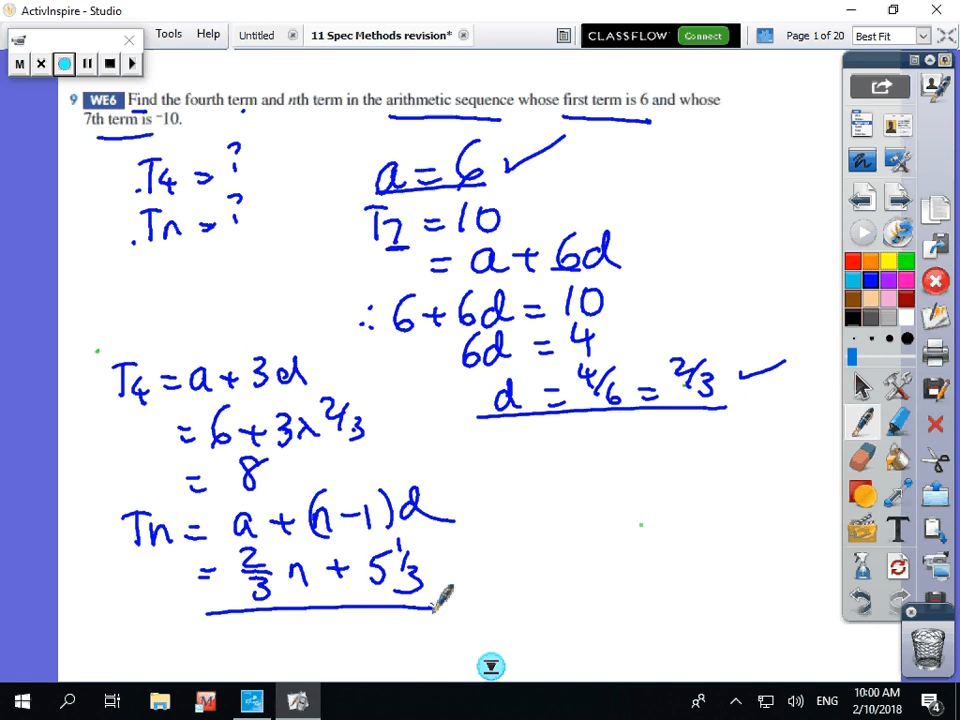 ActivInspire - Studio
Tools Help Untitled 11 Spec Methods revision* CLASSFLOW Connect Page 1 of 20 Best Fit
M
9 WE6 Find the fourth term and nth term in the arithmetic sequence whose first term is 6 and whose
7th term is ⁻10.
T4 = ?
Tn = ?
a = 6 ✓
T7 = 10
= a + 6d
∴ 6 + 6d = 10
6d = 4
d = 4/6 = 2/3 ✓
T4 = a + 3d
= 6 + 3 x 2/3
= 8
Tn = a + (n - 1) d
= 2/3 n + 5 1/3
T
ENG
10:00 AM
2/10/2018
4